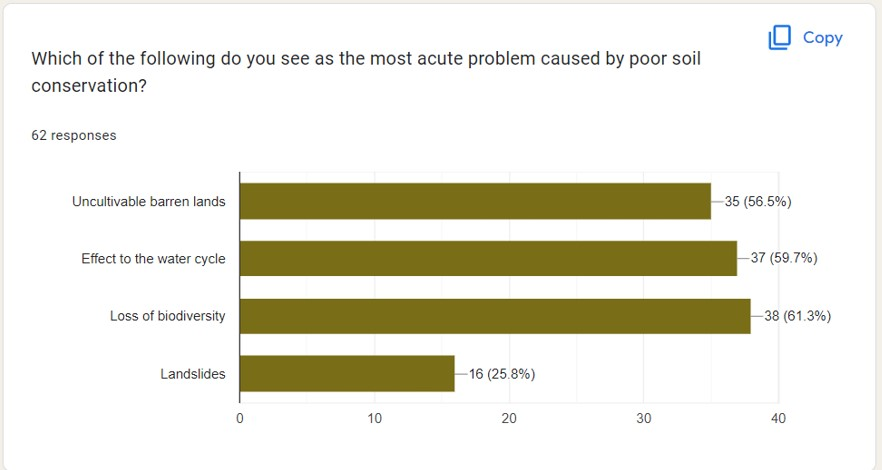 Copy
Which of the following do you see as the most acute problem caused by poor soil
conservation?
62 responses
Uncultivable barren lands 35 (56.5%)
Effect to the water cycle 37 (59.7%)
Loss of biodiversity 38 (61.3%)
Landslides 16 (25.8%)
0 10 20 30 40